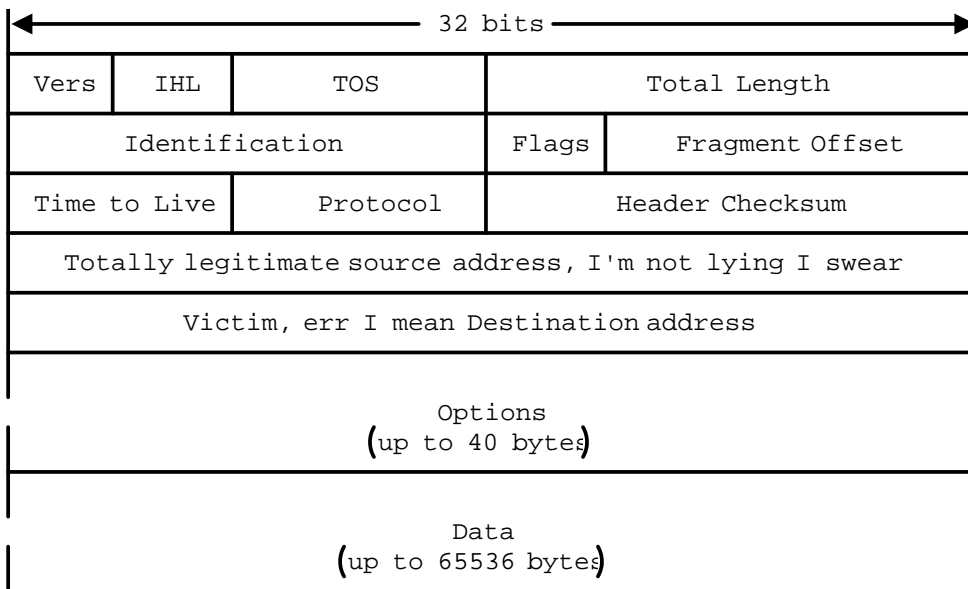 32 bits
Vers IHL TOS Total Length
Identification Flags Fragment Offset
Time to Live Protocol Header Checksum
Totally legitimate source address, I'm not lying I swear
Victim, err I mean Destination address
Options
(up to 40 bytes)
Data
(up to 65536 bytes)